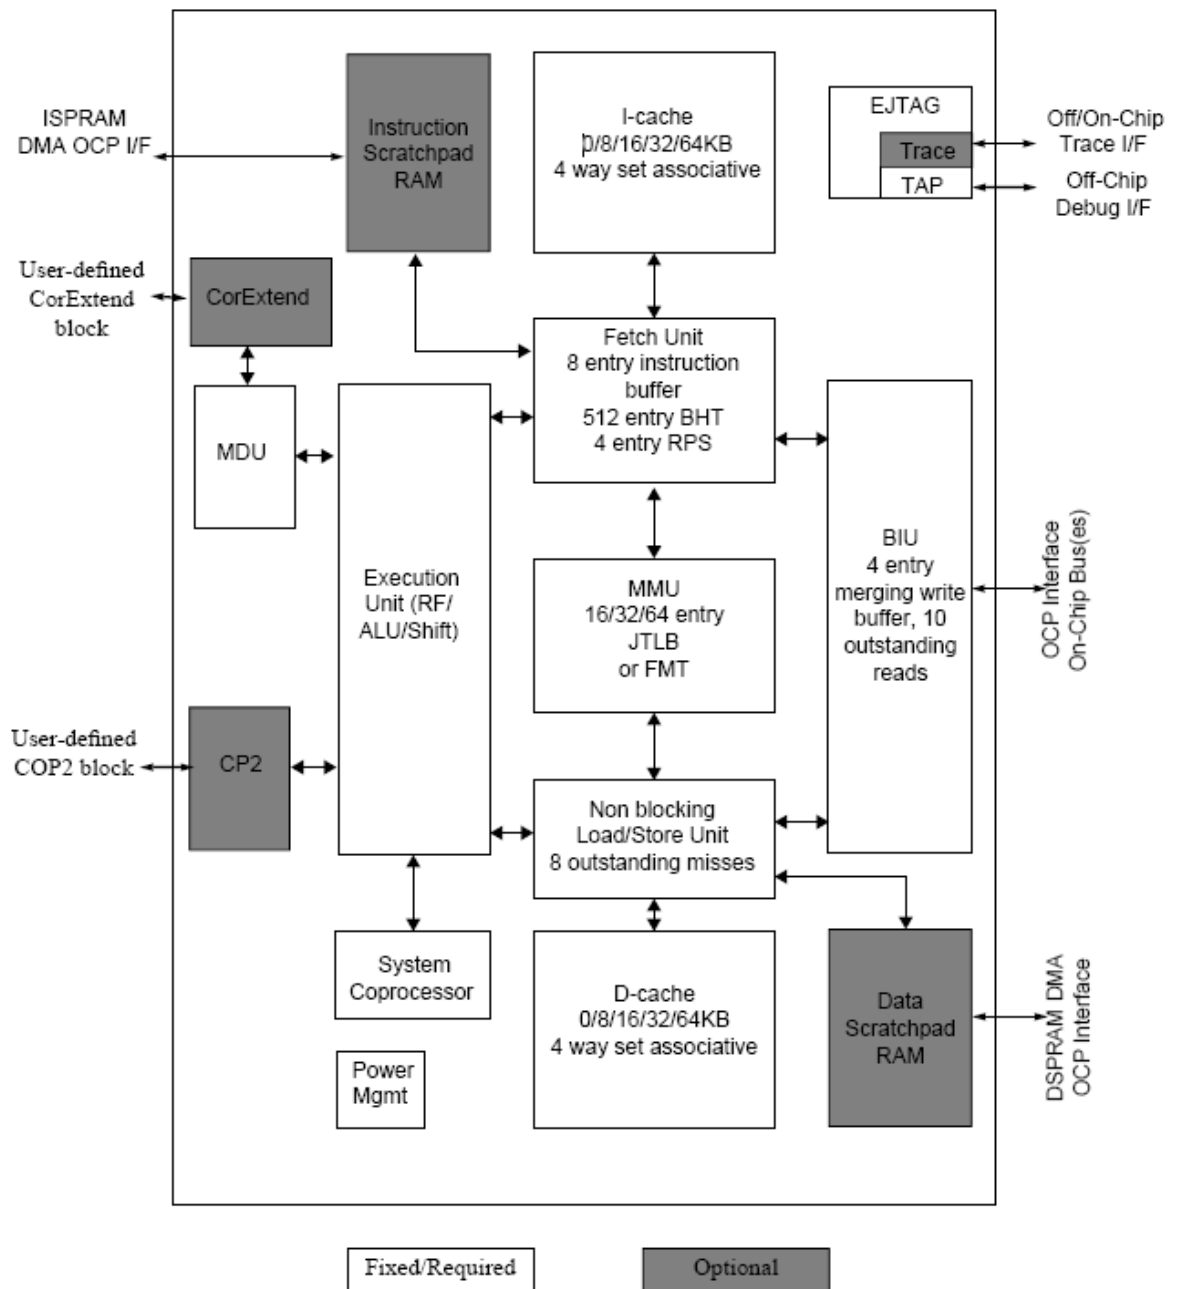 ISPRAM
DMA OCP I/F
Instruction
Scratchpad
RAM
I-cache
0/8/16/32/64KB
4 way set associative
EJTAG
Trace
TAP
Off/On-Chip
Trace I/F
Off-Chip
Debug I/F
User-defined
CorExtend
block
CorExtend
Fetch Unit
8 entry instruction
buffer
512 entry BHT
4 entry RPS
MDU
Execution
Unit (RF/
ALU/Shift)
MMU
16/32/64 entry
JTLB
or FMT
BIU
4 entry
merging write
buffer, 10
outstanding
reads
OCP Interface
On-Chip Bus(es)
User-defined
COP2 block
CP2
Non blocking
Load/Store Unit
8 outstanding misses
System
Coprocessor
D-cache
0/8/16/32/64KB
4 way set associative
Data
Scratchpad
RAM
DSPRAM DMA
OCP Interface
Power
Mgmt
Fixed/Required
Optional